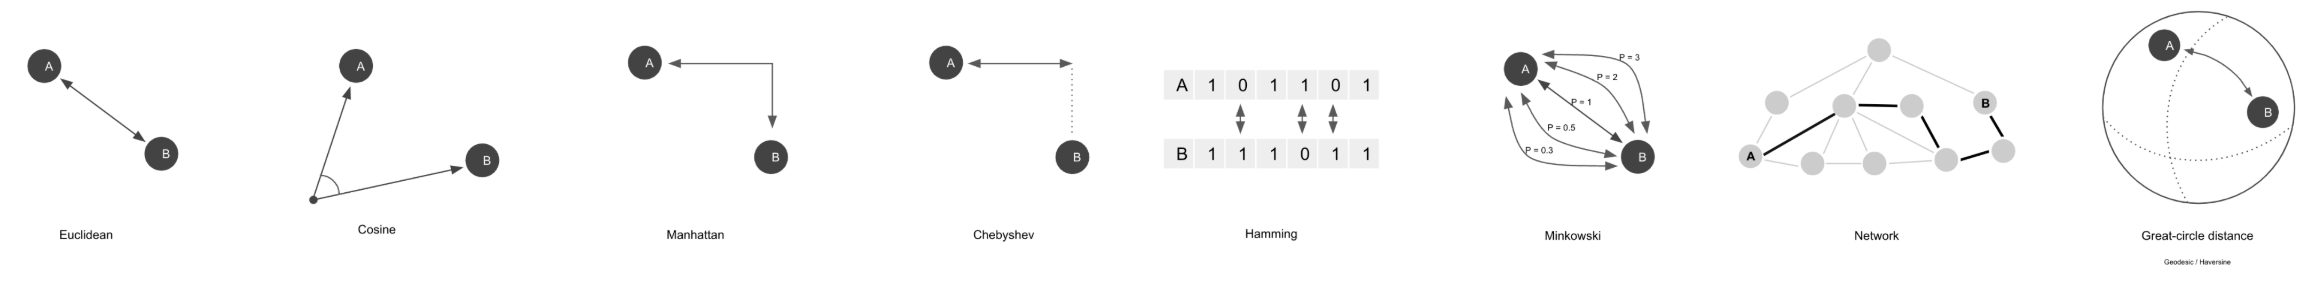 A
B
Euclidean
A
B
Cosine
A
B
Manhattan
A
B
Chebyshev
A 1 0 1 1 0 1
B 1 1 1 0 1 1
Hamming
A
P = 3
P = 2
P = 1
P = 0.5
P = 0.3
B
Minkowski
B
A
Network
A
B
Great-circle distance
Geodesic / Haversine